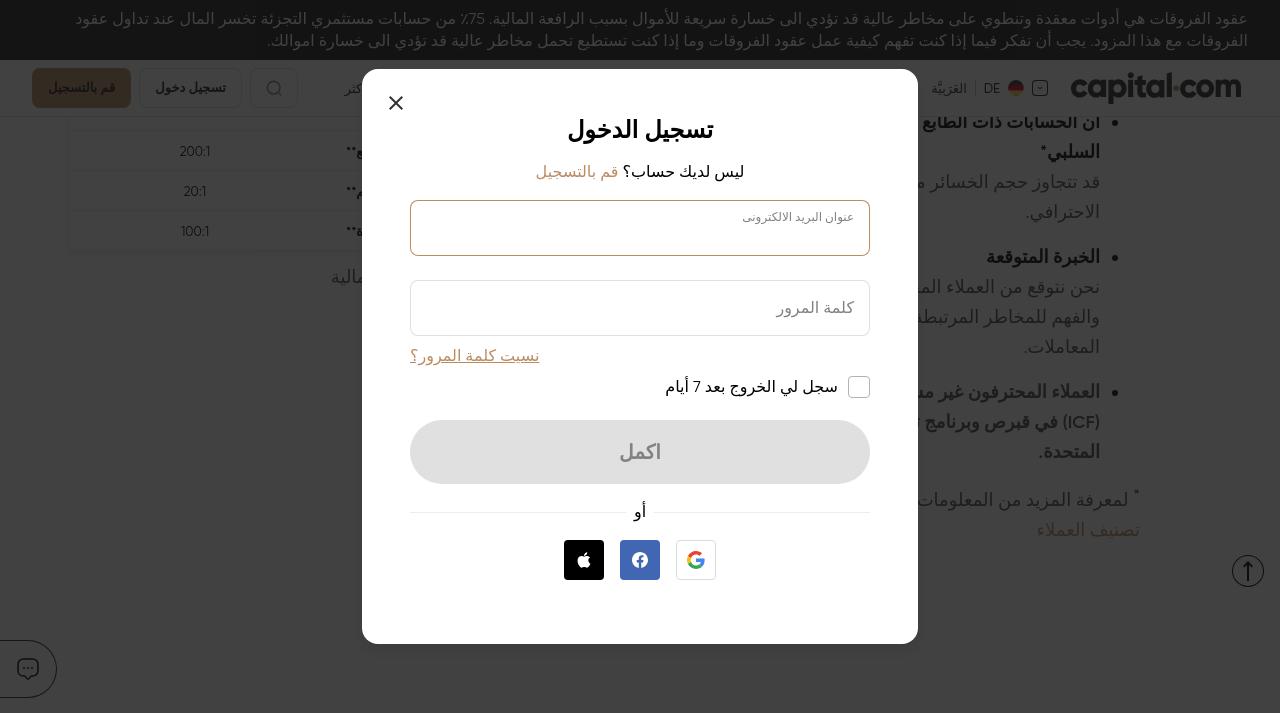 عقود الفروقات هي أدوات معقدة وتنطوي على مخاطر عالية قد تؤدي الى خسارة سريعة للأموال بسبب الرافعة المالية. 75٪ من حسابات مستثمري التجزئة تخسر المال عند تداول عقود
الفروقات مع هذا المزود. يجب أن تفكر فيما إذا كنت تفهم كيفية عمل عقود الفروقات وما إذا كنت تستطيع تحمل مخاطر عالية قد تؤدي الى خسارة اموالك.
capital.com
DE
العَرَبِيَّة
تسجيل دخول
قم بالتسجيل
السلبي*
قد تتجاوز حجم الخسائر
الاحترافي.
الخبرة المتوقعة
نحن نتوقع من العملاء
والفهم للمخاطر المرتبطة
المعاملات.
العملاء المحترفون غير
(ICF) في قبرص وبرنامج
المتحدة.
* لمعرفة المزيد من المعلومات
تصنيف العملاء
200:1
20:1
100:1
تسجيل الدخول
ليس لديك حساب؟ قم بالتسجيل
عنوان البريد الالكترونى
كلمة المرور
نسيت كلمة المرور؟
سجل لي الخروج بعد 7 أيام
اكمل
أو